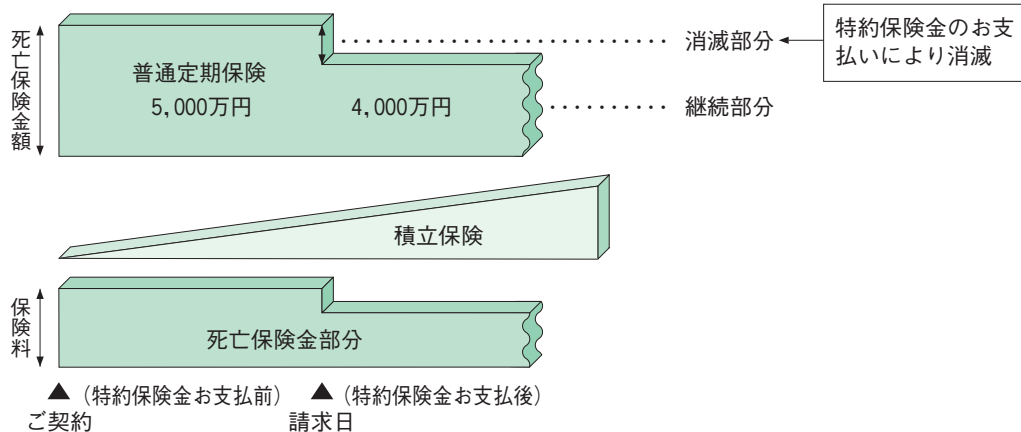 死亡保険金額
普通定期保険
5,000万円
4,000万円
消滅部分
特約保険金のお支
払いにより消滅
継続部分
積立保険
保険料
死亡保険金部分
▲(特約保険金お支払前)
ご契約
▲(特約保険金お支払後)
請求日